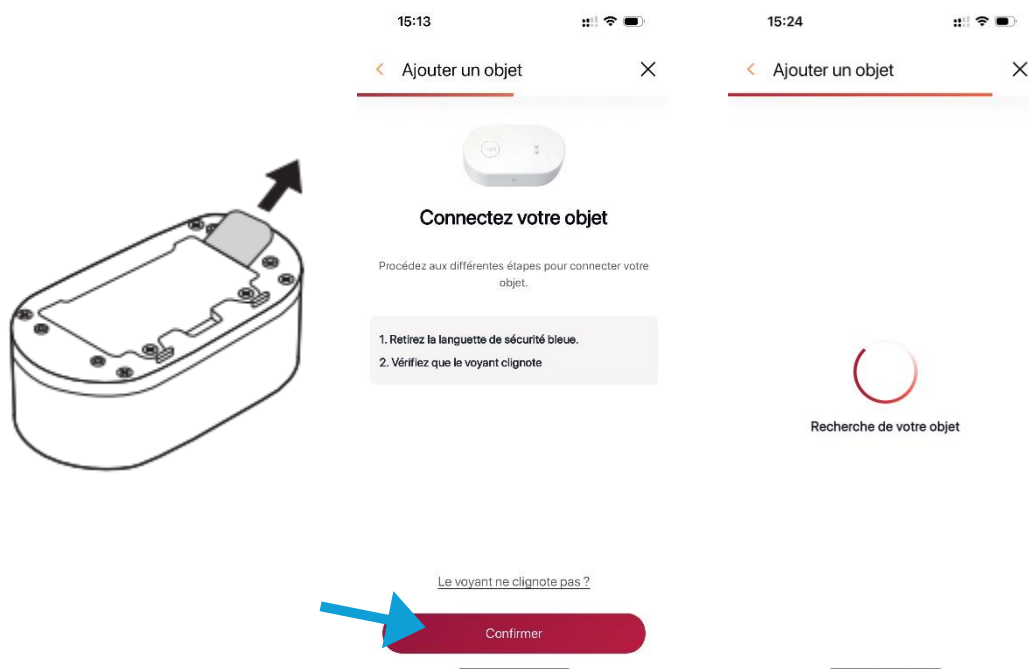 15:13
Ajouter un objet
Connectez votre objet
Procédez aux différentes étapes pour connecter votre
objet.
1. Retirez la languette de sécurité bleue.
2. Vérifiez que le voyant clignote
Le voyant ne clignote pas ?
Confirmer
15:24
Ajouter un objet
Recherche de votre objet